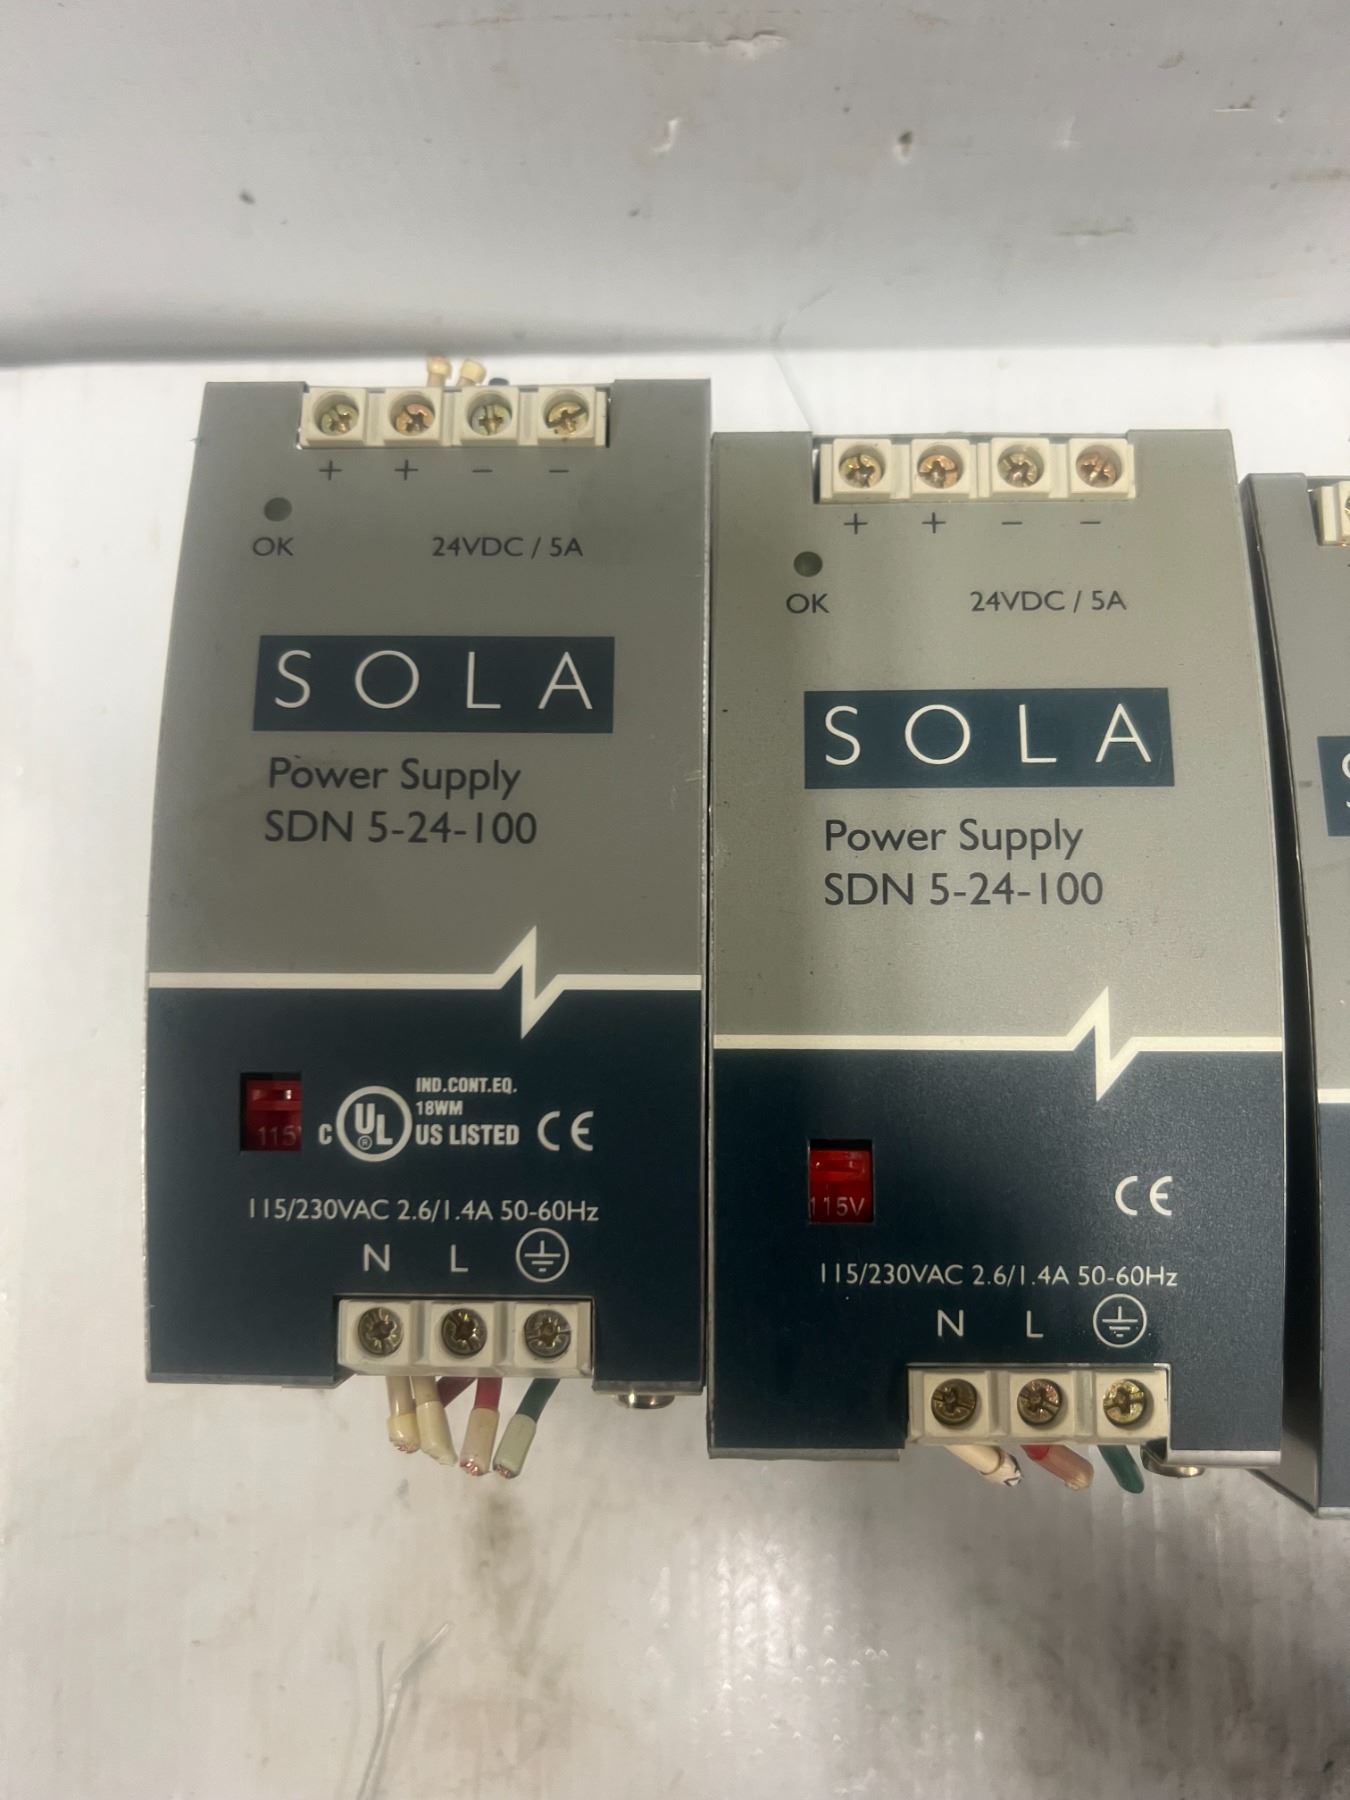 + + - -
OK
24VDC / 5A
SOLA
Power Supply
SDN 5-24-100
115V
IND.CONT.EQ.
18WM
C UL ® US LISTED CE
115/230VAC 2.6/1.4A 50-60Hz
N L
+ + - -
OK
24VDC / 5A
SOLA
Power Supply
SDN 5-24-100
115V
CE
115/230VAC 2.6/1.4A 50-60Hz
N L